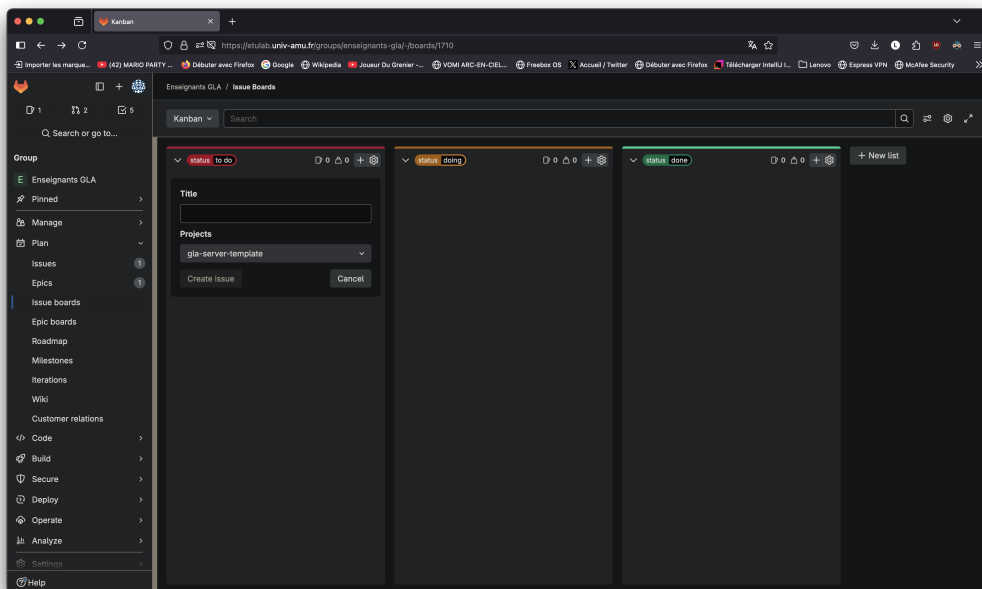 Kanban
https://etulab.univ-amu.fr/groups/enseignants-gla/-/boards/1710
Importer les marque... (42) MARIO PARTY ... Débuter avec Firefox Google Wikipedia Joueur Du Grenier -... VOMI ARC-EN-CIEL... Freebox OS Accueil / Twitter Débuter avec Firefox Télécharger IntelliJ I... Lenovo Express VPN McAfee Security
1 2 5
Search or go to...
Group
E Enseignants GLA
Pinned
Manage
Plan
Issues 1
Epics 1
Issue boards
Epic boards
Roadmap
Milestones
Iterations
Wiki
Customer relations
Code
Build
Secure
Deploy
Operate
Analyze
Settings
Help
Enseignants GLA / Issue Boards
Kanban Search
status to do 0 0
Title
Projects
gla-server-template
Create issue Cancel
status doing 0 0
status done 0 0
+ New list